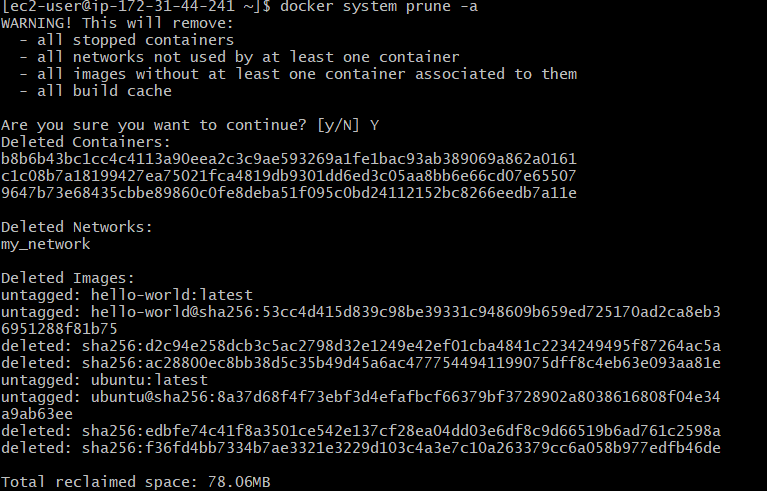 [ec2-user@ip-172-31-44-241 ~]$ docker system prune -a
WARNING! This will remove:
  - all stopped containers
  - all networks not used by at least one container
  - all images without at least one container associated to them
  - all build cache

Are you sure you want to continue? [y/N] Y
Deleted Containers:
b8b6b43bc1cc4c4113a90eea2c3c9ae593269a1fe1bac93ab389069a862a0161
c1c08b7a18199427ea75021fca4819db9301dd6ed3c05aa8bb6e66cd07e65507
9647b73e68435cbbe89860c0fe8deba51f095c0bd24112152bc8266eedb7a11e

Deleted Networks:
my_network

Deleted Images:
untagged: hello-world:latest
untagged: hello-world@sha256:53cc4d415d839c98be39331c948609b659ed725170ad2ca8eb3
6951288f81b75
deleted: sha256:d2c94e258dcb3c5ac2798d32e1249e42ef01cba4841c2234249495f87264ac5a
deleted: sha256:ac28800ec8bb38d5c35b49d45a6ac4777544941199075dff8c4eb63e093aa81e
untagged: ubuntu:latest
untagged: ubuntu@sha256:8a37d68f4f73ebf3d4efafbcf66379bf3728902a8038616808f04e34
a9ab63ee
deleted: sha256:edbfe74c41f8a3501ce542e137cf28ea04dd03e6df8c9d66519b6ad761c2598a
deleted: sha256:f36fd4bb7334b7ae3321e3229d103c4a3e7c10a263379cc6a058b977edfb46de

Total reclaimed space: 78.06MB